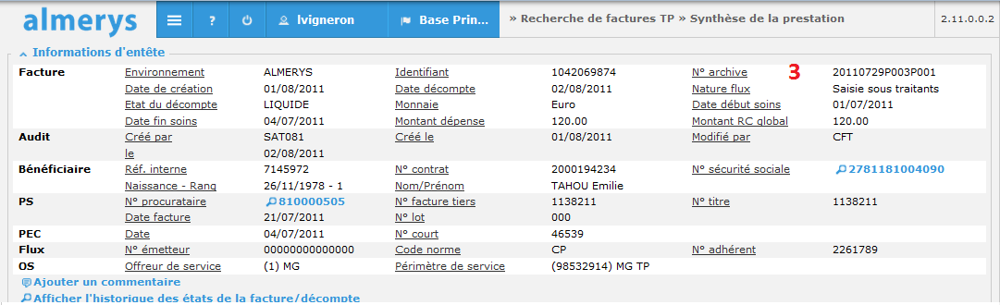 almerys ? lvigneron Base Prin... » Recherche de factures TP » Synthèse de la prestation 2.11.0.0.2
Informations d'entête
Facture Environnement ALMERYS Identifiant 1042069874 N° archive 3 20110729P003P001
Date de création 01/08/2011 Date décompte 02/08/2011 Nature flux Saisie sous traitants
Etat du décompte LIQUIDE Monnaie Euro Date début soins 01/07/2011
Date fin soins 04/07/2011 Montant dépense 120.00 Montant RC global 120.00
Audit Créé par SAT081 Créé le 01/08/2011 Modifié par CFT
le 02/08/2011
Bénéficiaire Réf. interne 7145972 N° contrat 2000194234 N° sécurité sociale 2781181004090
Naissance - Rang 26/11/1978 - 1 Nom/Prénom TAHOU Emilie
PS N° procurataire 810000505 N° facture tiers 1138211 N° titre 1138211
Date facture 21/07/2011 N° lot 000
PEC Date 04/07/2011 N° court 46539
Flux N° émetteur 00000000000000 Code norme CP N° adhérent 2261789
OS Offreur de service (1) MG Périmètre de service (98532914) MG TP
Ajouter un commentaire
Afficher l'historique des états de la facture/décompte